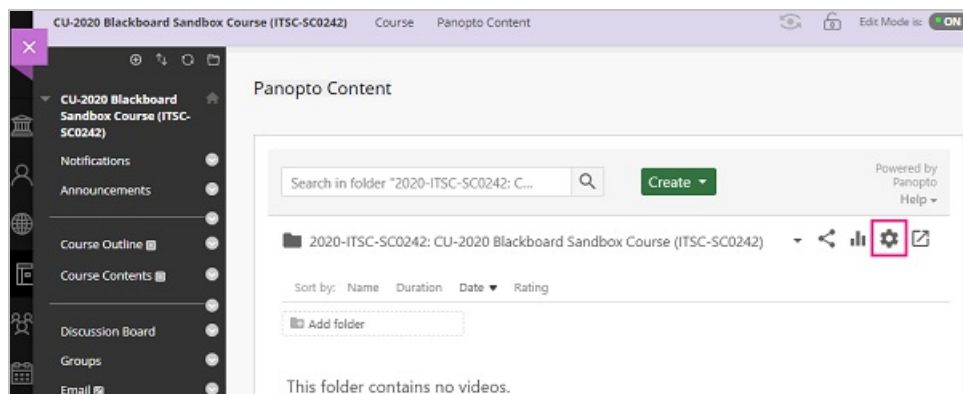 CU-2020 Blackboard Sandbox Course (ITSC-SC0242) Course Panopto Content Edit Mode is: ON
CU-2020 Blackboard
Sandbox Course (ITSC-
SC0242)
Notifications
Announcements
Course Outline
Course Contents
Discussion Board
Groups
Email
Panopto Content
Search in folder "2020-ITSC-SC0242: C... Create
Powered by
Panopto
Help
2020-ITSC-SC0242: CU-2020 Blackboard Sandbox Course (ITSC-SC0242)
Sort by: Name Duration Date Rating
Add folder
This folder contains no videos.